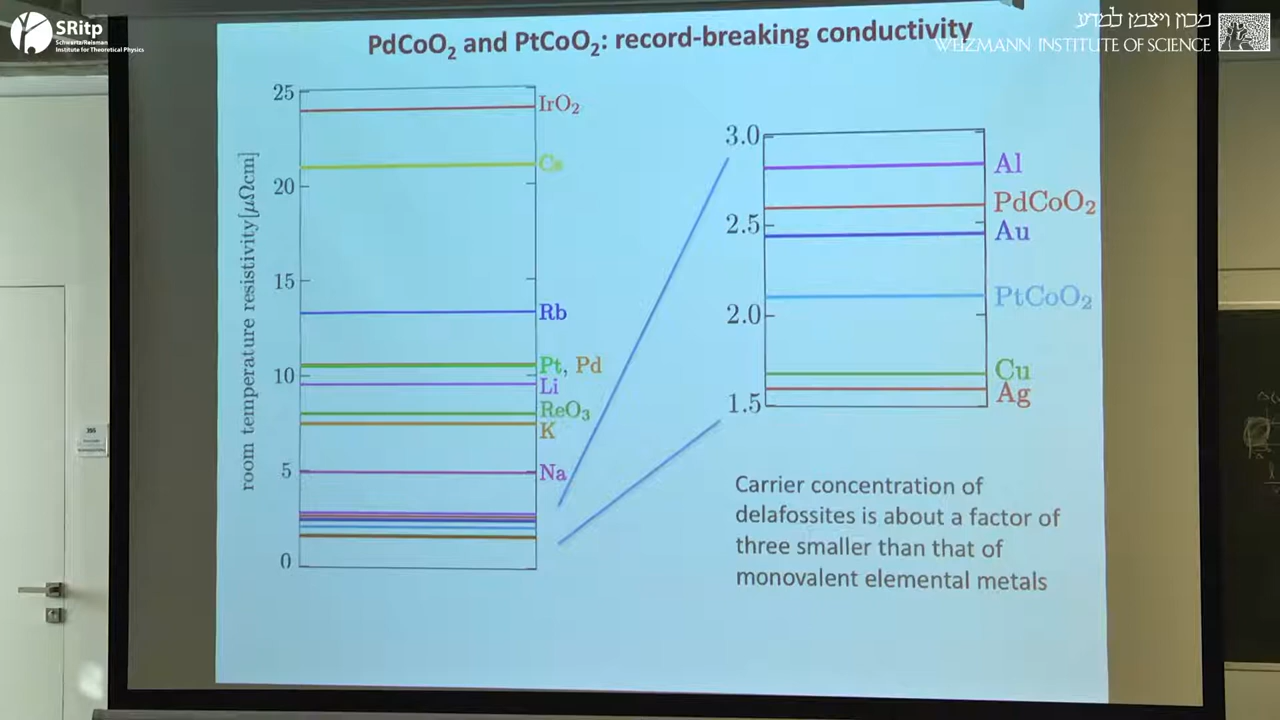 SRitp
Schwartz/Reisman
Institute for Theoretical Physics
מכון ויצמן למדע
WEIZMANN INSTITUTE OF SCIENCE
PdCoO₂ and PtCoO₂: record-breaking conductivity
room temperature resistivity[μΩcm]
25
20
15
10
5
0
IrO₂
Cs
Rb
Pt, Pd
Li
ReO₃
K
Na
3.0
2.5
2.0
1.5
Al
PdCoO₂
Au
PtCoO₂
Cu
Ag
Carrier concentration of
delafossites is about a factor of
three smaller than that of
monovalent elemental metals